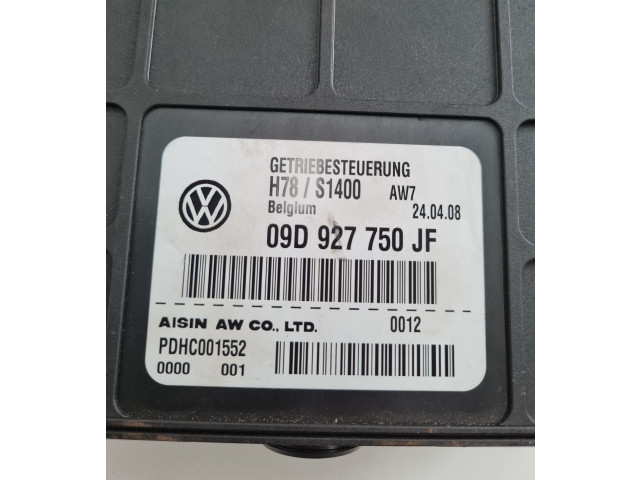 GETRIEBESTEUERUNG
H78 / S1400 AW7
Belgium 24.04.08
09D 927 750 JF
AISIN AW CO., LTD. 0012
PDHC001552
0000 001